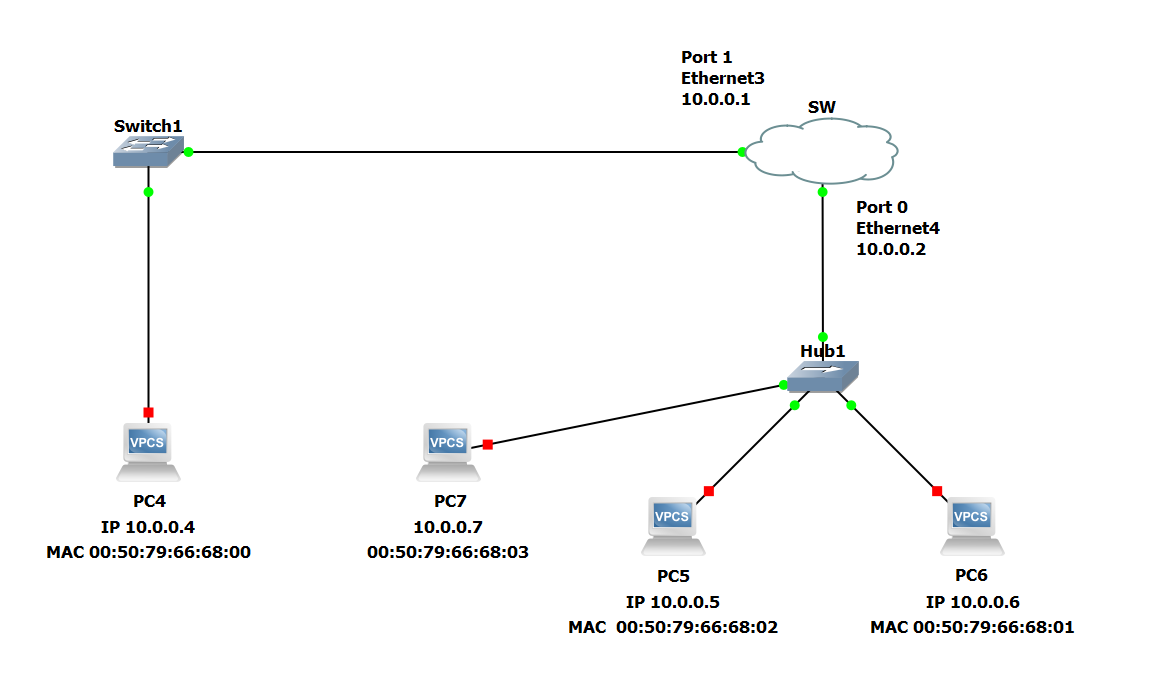 Port 1
Ethernet3
10.0.0.1
SW
Switch1
Port 0
Ethernet4
10.0.0.2
Hub1
VPCS
PC4
IP 10.0.0.4
MAC 00:50:79:66:68:00
VPCS
PC7
10.0.0.7
00:50:79:66:68:03
VPCS
PC5
IP 10.0.0.5
MAC  00:50:79:66:68:02
VPCS
PC6
IP 10.0.0.6
MAC 00:50:79:66:68:01